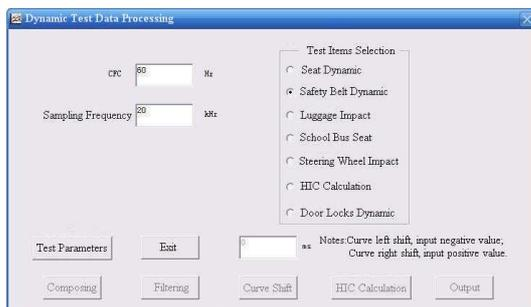 Dynamic Test Data Processing
CFC 60 Hz
Sampling Frequency 20 kHz
Test Items Selection
Seat Dynamic
Safety Belt Dynamic
Luggage Impact
School Bus Seat
Steering Wheel Impact
HIC Calculation
Door Locks Dynamic
Test Parameters Exit 0 ms Notes:Curve left shift, input negative value,
Curve right shift, input positive value.
Composing Filtering Curve Shift HIC Calculation Output